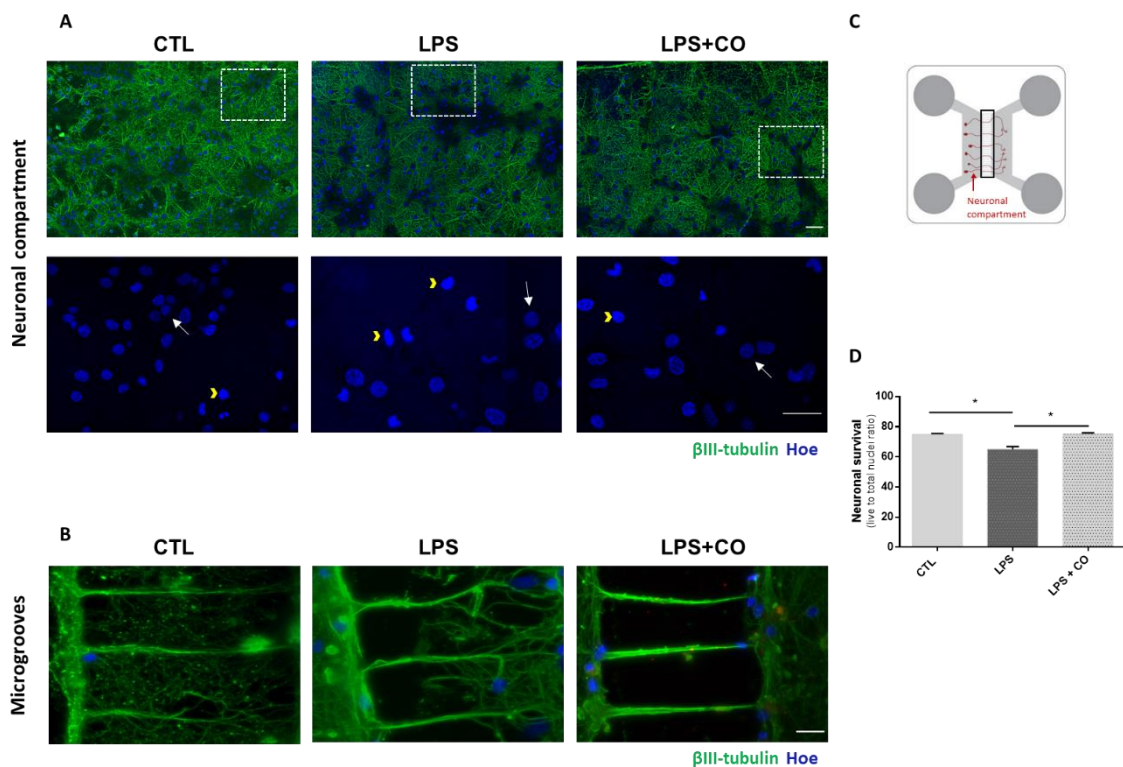 A
CTL
LPS
LPS+CO
Neuronal compartment
βIII-tubulin Hoe
B
CTL
LPS
LPS+CO
Microgrooves
βIII-tubulin Hoe
C
Neuronal
compartment
D
Neuronal survival
(live to total nuclei ratio)
100
80
60
40
20
0
*
*
CTL
LPS
LPS + CO